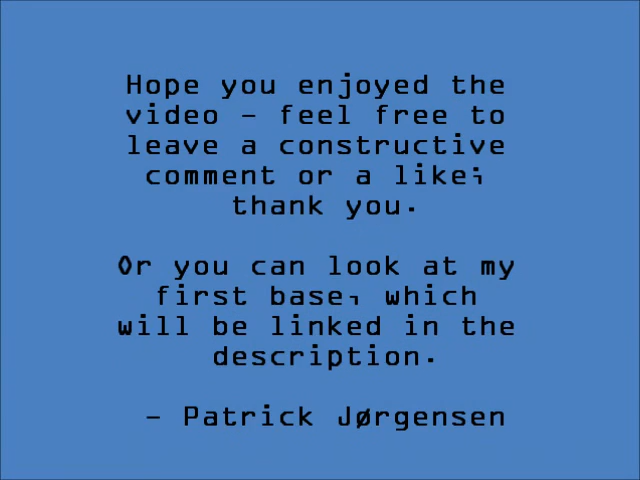 Hope you enjoyed the
video - feel free to
leave a constructive
comment or a like;
thank you.
Or you can look at my
first base, which
will be linked in the
description.
- Patrick Jørgensen